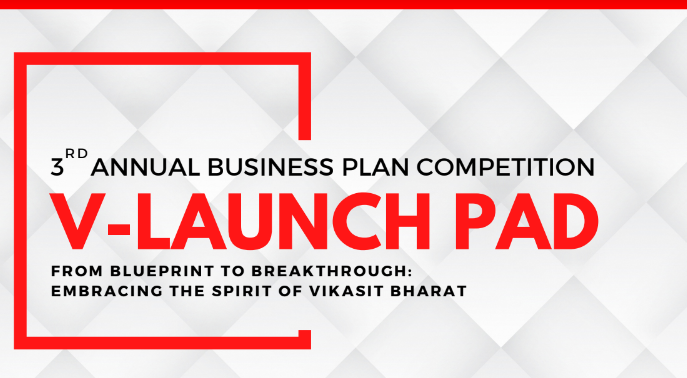 3RD ANNUAL BUSINESS PLAN COMPETITION
V-LAUNCH PAD
FROM BLUEPRINT TO BREAKTHROUGH:
EMBRACING THE SPIRIT OF VIKASIT BHARAT